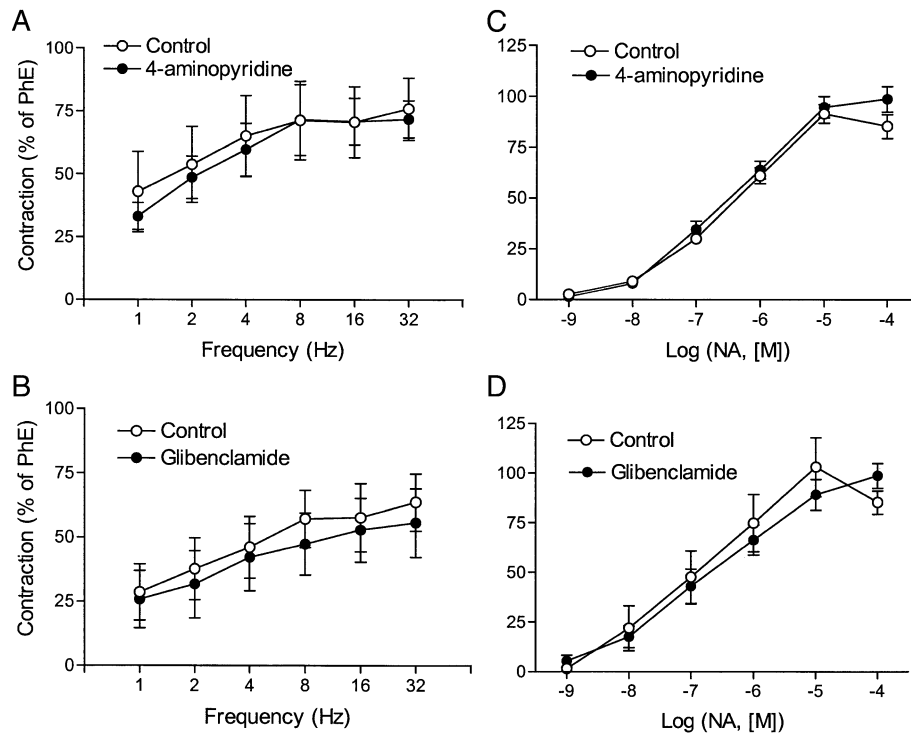 A
Control
4-aminopyridine
100
75
50
25
0
Contraction (% of PhE)
1 2 4 8 16 32
Frequency (Hz)
B
Control
Glibenclamide
100
75
50
25
0
Contraction (% of PhE)
1 2 4 8 16 32
Frequency (Hz)
C
Control
4-aminopyridine
125
100
75
50
25
0
-9 -8 -7 -6 -5 -4
Log (NA, [M])
D
Control
Glibenclamide
125
100
75
50
25
0
-9 -8 -7 -6 -5 -4
Log (NA, [M])